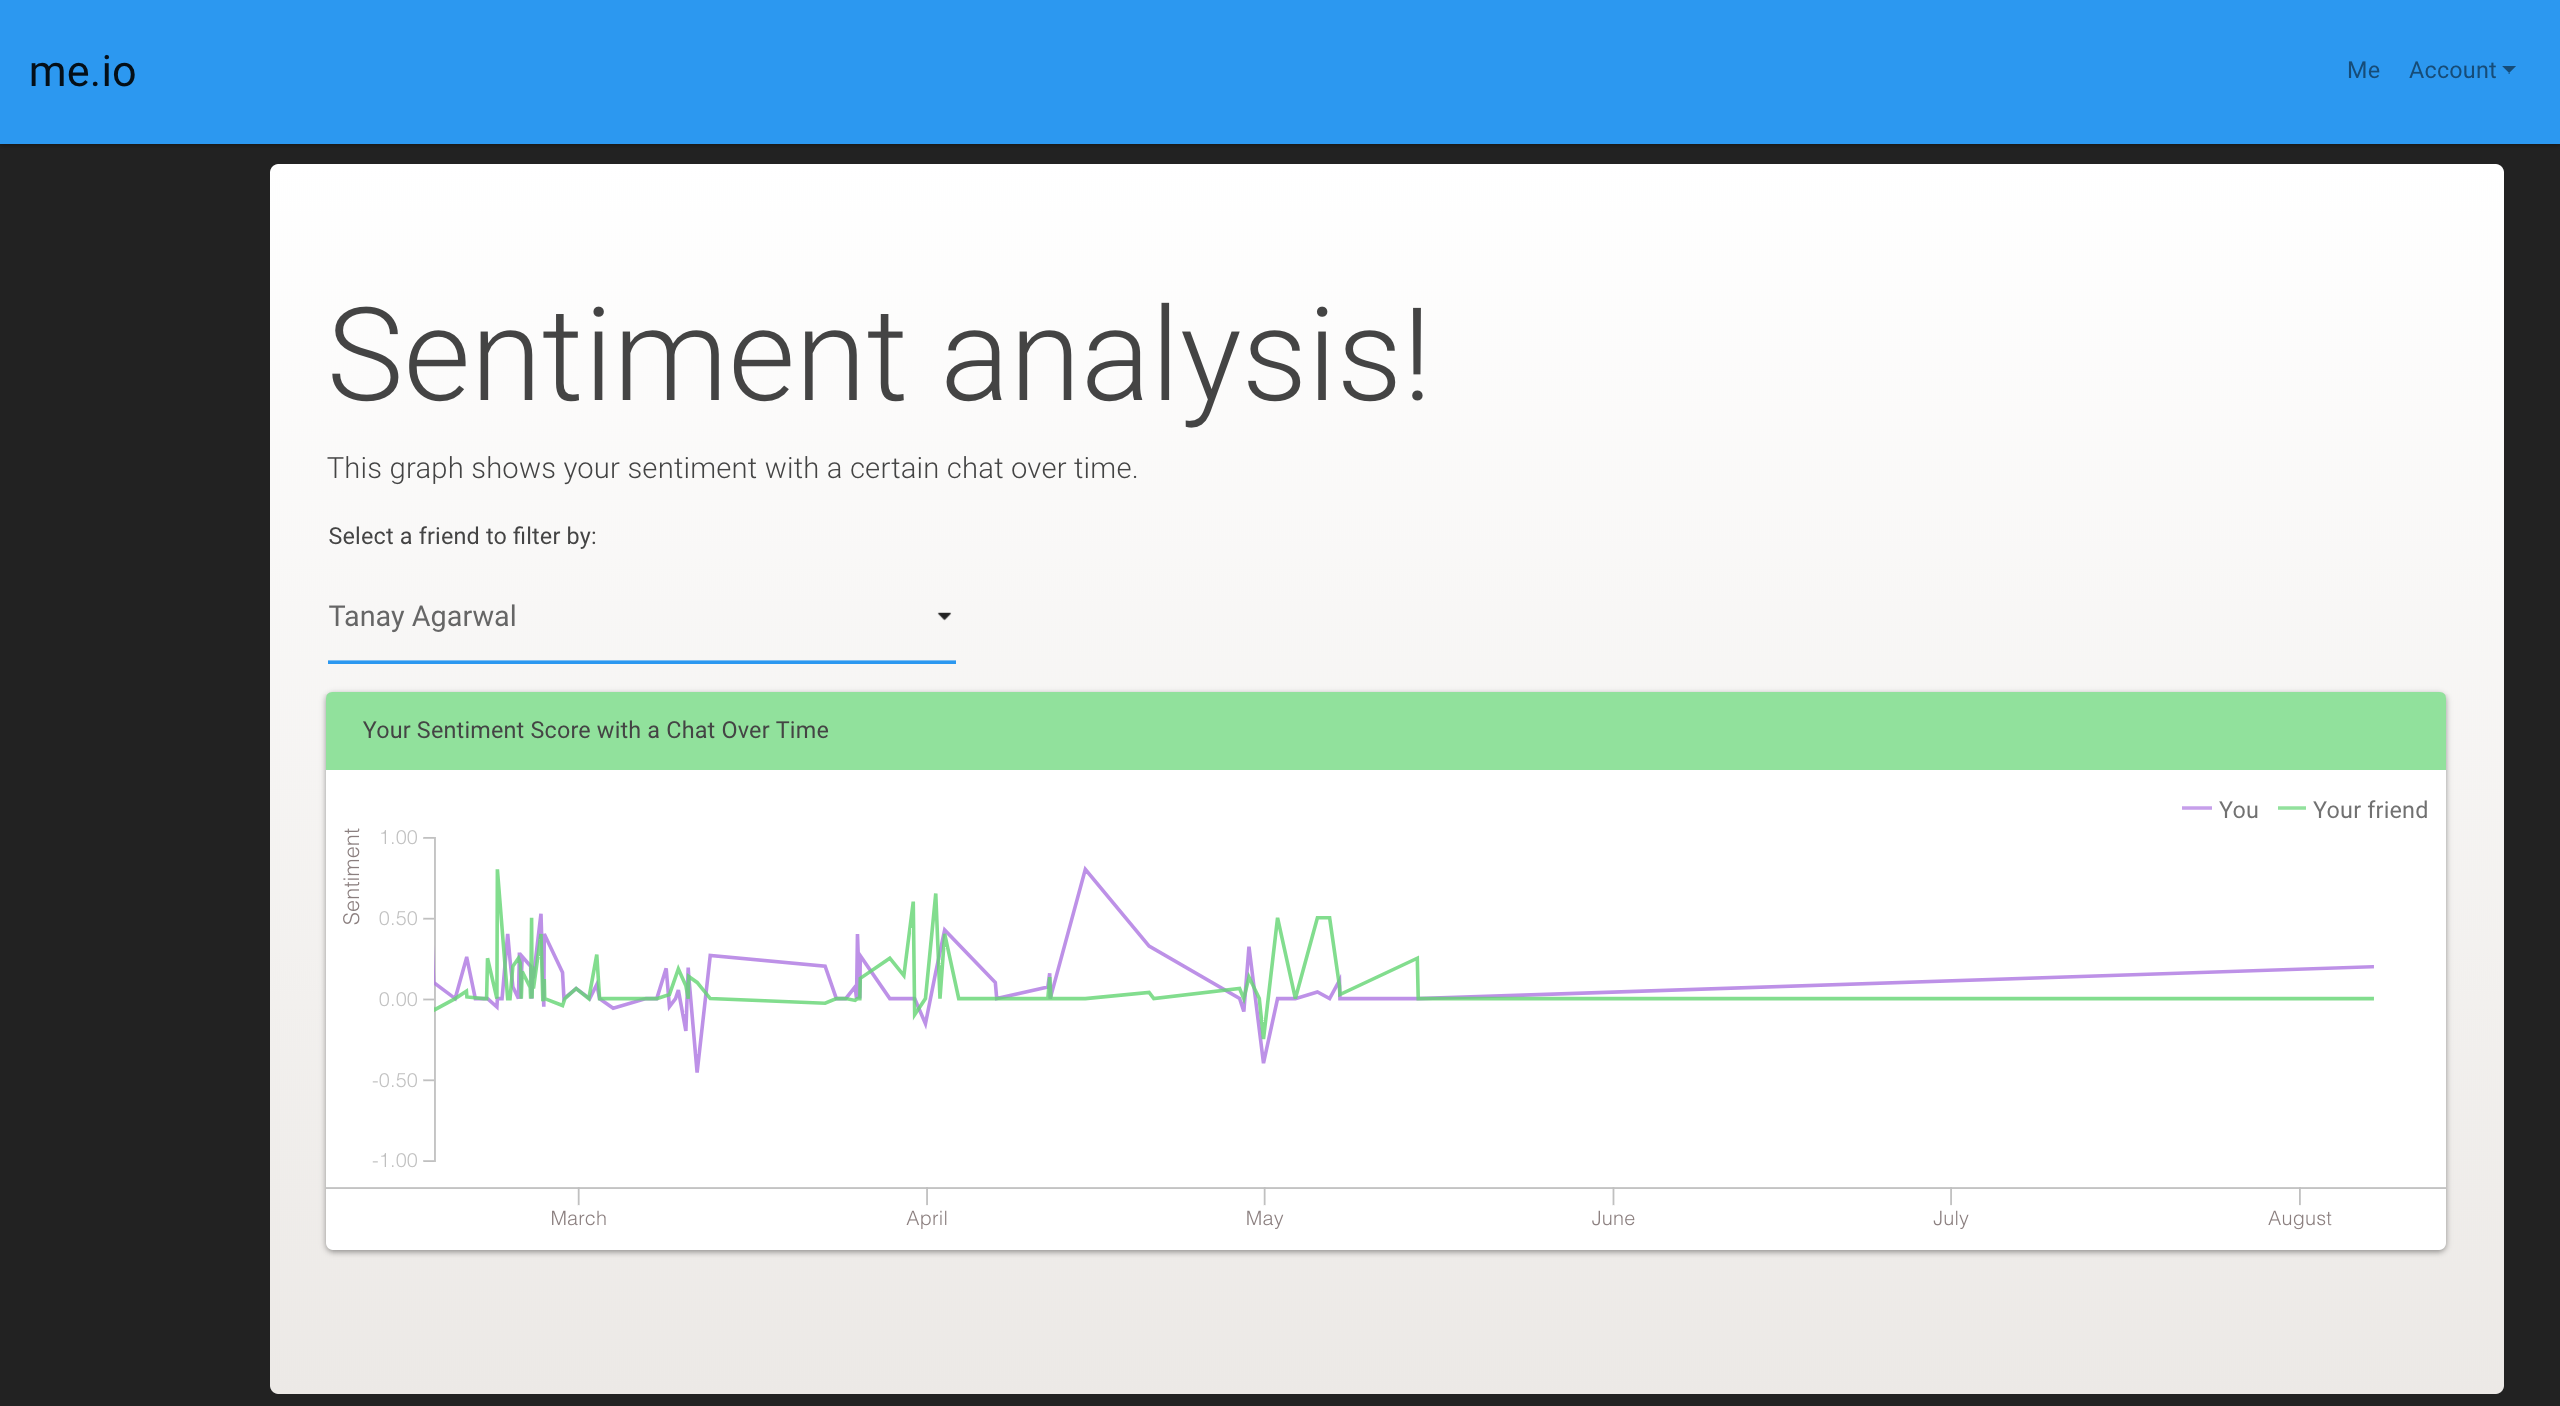 me.io
Me Account
Sentiment analysis!
This graph shows your sentiment with a certain chat over time.
Select a friend to filter by:
Tanay Agarwal
Your Sentiment Score with a Chat Over Time
You Your friend
Sentiment
1.00
0.50
0.00
-0.50
-1.00
March April May June July August